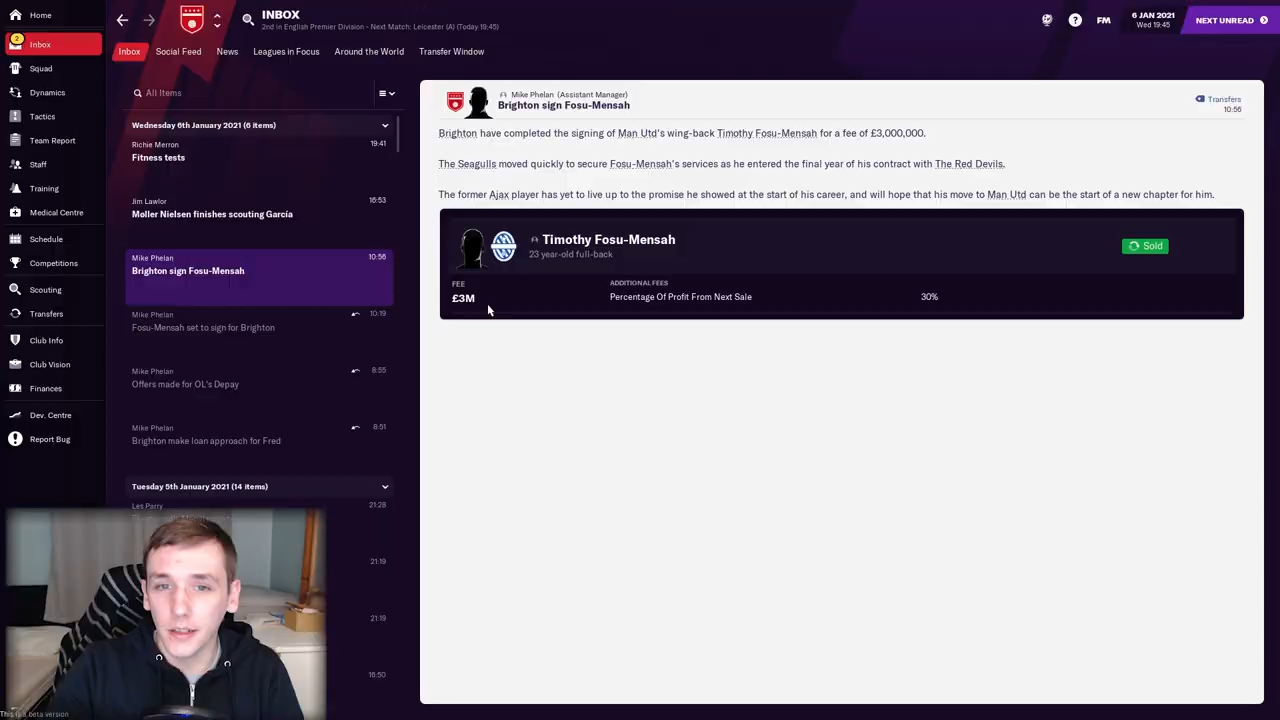 Home
2
Inbox
Squad
Dynamics
Tactics
Team Report
Staff
Training
Medical Centre
Schedule
Competitions
Scouting
Transfers
Club Info
Club Vision
Finances
Dev. Centre
Report Bug
This is a beta version
INBOX
2nd in English Premier Division - Next Match: Leicester (A) (Today 19:45)
FM
6 JAN 2021
Wed 19:45
NEXT UNREAD
Inbox
Social Feed
News
Leagues in Focus
Around the World
Transfer Window
All Items
Wednesday 6th January 2021 (6 items)
Richie Merron 19:41
Fitness tests
Jim Lawlor 16:53
Møller Nielsen finishes scouting García
Mike Phelan 10:56
Brighton sign Fosu-Mensah
Mike Phelan 10:19
Fosu-Mensah set to sign for Brighton
Mike Phelan 8:55
Offers made for OL's Depay
Mike Phelan 8:51
Brighton make loan approach for Fred
Tuesday 5th January 2021 (14 items)
Les Parry 21:28
21:19
21:19
16:50
Mike Phelan (Assistant Manager)
Brighton sign Fosu-Mensah
Transfers
10:56
Brighton have completed the signing of Man Utd's wing-back Timothy Fosu-Mensah for a fee of £3,000,000.
The Seagulls moved quickly to secure Fosu-Mensah's services as he entered the final year of his contract with The Red Devils.
The former Ajax player has yet to live up to the promise he showed at the start of his career, and will hope that his move to Man Utd can be the start of a new chapter for him.
Timothy Fosu-Mensah
23 year-old full-back
Sold
FEE
£3M
ADDITIONAL FEES
Percentage Of Profit From Next Sale 30%